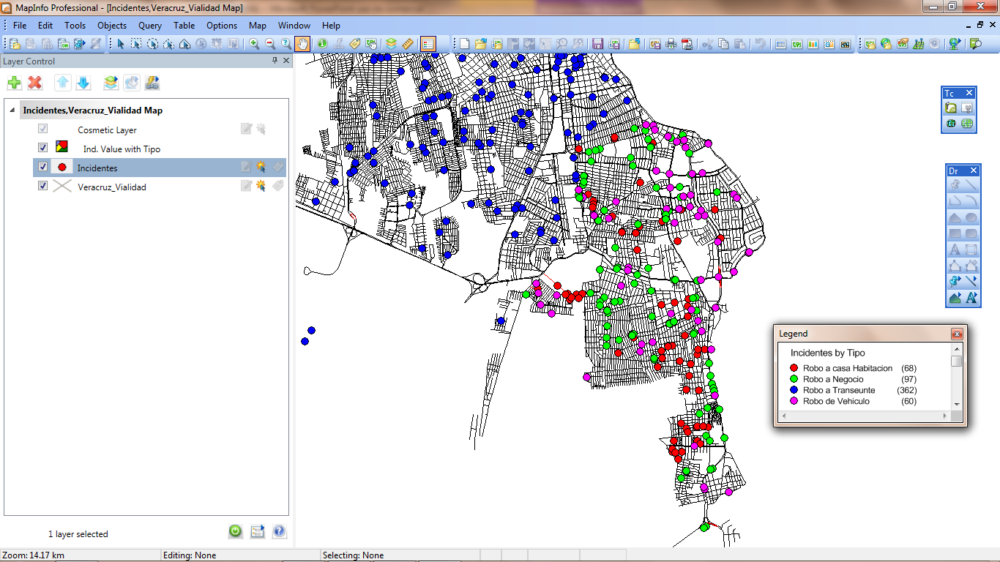 MapInfo Professional - [Incidentes,Veracruz_Vialidad Map]
File Edit Tools Objects Query Table Options Map Window Help
Layer Control
Incidentes,Veracruz_Vialidad Map
Cosmetic Layer
Ind. Value with Tipo
Incidentes
Veracruz_Vialidad
Tc
Dr
Legend
Incidentes by Tipo
Robo a casa Habitacion (68)
Robo a Negocio (97)
Robo a Transeunte (362)
Robo de Vehiculo (60)
1 layer selected
Zoom: 14.17 km Editing: None Selecting: None